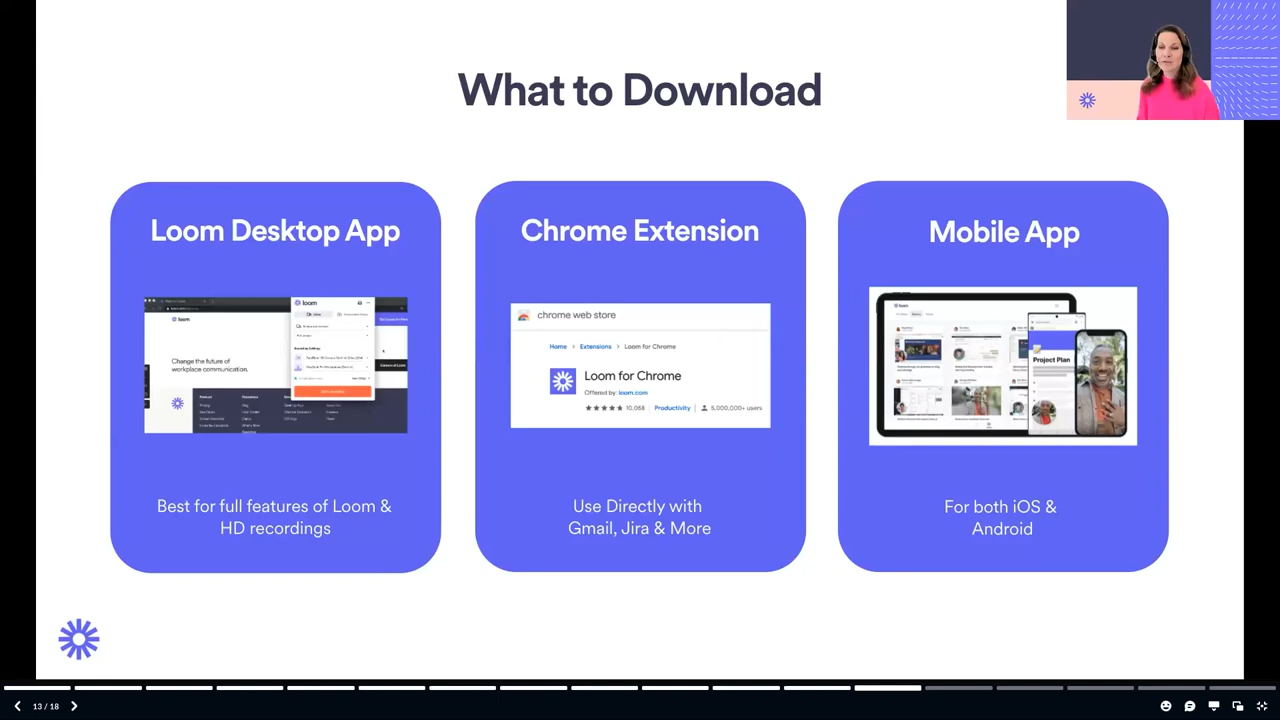 What to Download
Loom Desktop App
loom
loom
Change the future of
workplace communication.
Best for full features of Loom &
HD recordings
Chrome Extension
chrome web store
Home > Extensions > Loom for Chrome
Loom for Chrome
Offered by: loom.com
★★★★★ 10,068 Productivity 5,000,000+ users
Use Directly with
Gmail, Jira & More
Mobile App
loom
Project Plan
For both iOS &
Android
13 / 18